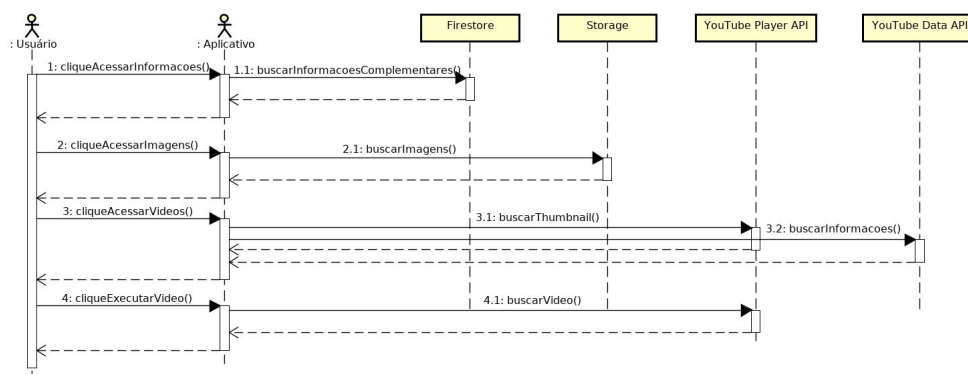 : Usuário
: Aplicativo
Firestore
Storage
YouTube Player API
YouTube Data API
1: cliqueAcessarInformacoes()
1.1: buscarInformacoesComplementares()
2: cliqueAcessarImagens()
2.1: buscarImagens()
3: cliqueAcessarVideos()
3.1: buscarThumbnail()
3.2: buscarInformacoes()
4: cliqueExecutarVideo()
4.1: buscarVideo()